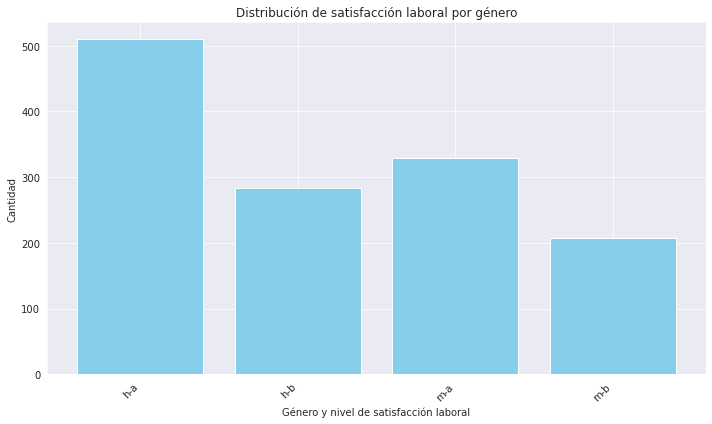 Distribución de satisfacción laboral por género
500
400
300
200
100
0
Cantidad
h-a
h-b
m-a
m-b
Género y nivel de satisfacción laboral